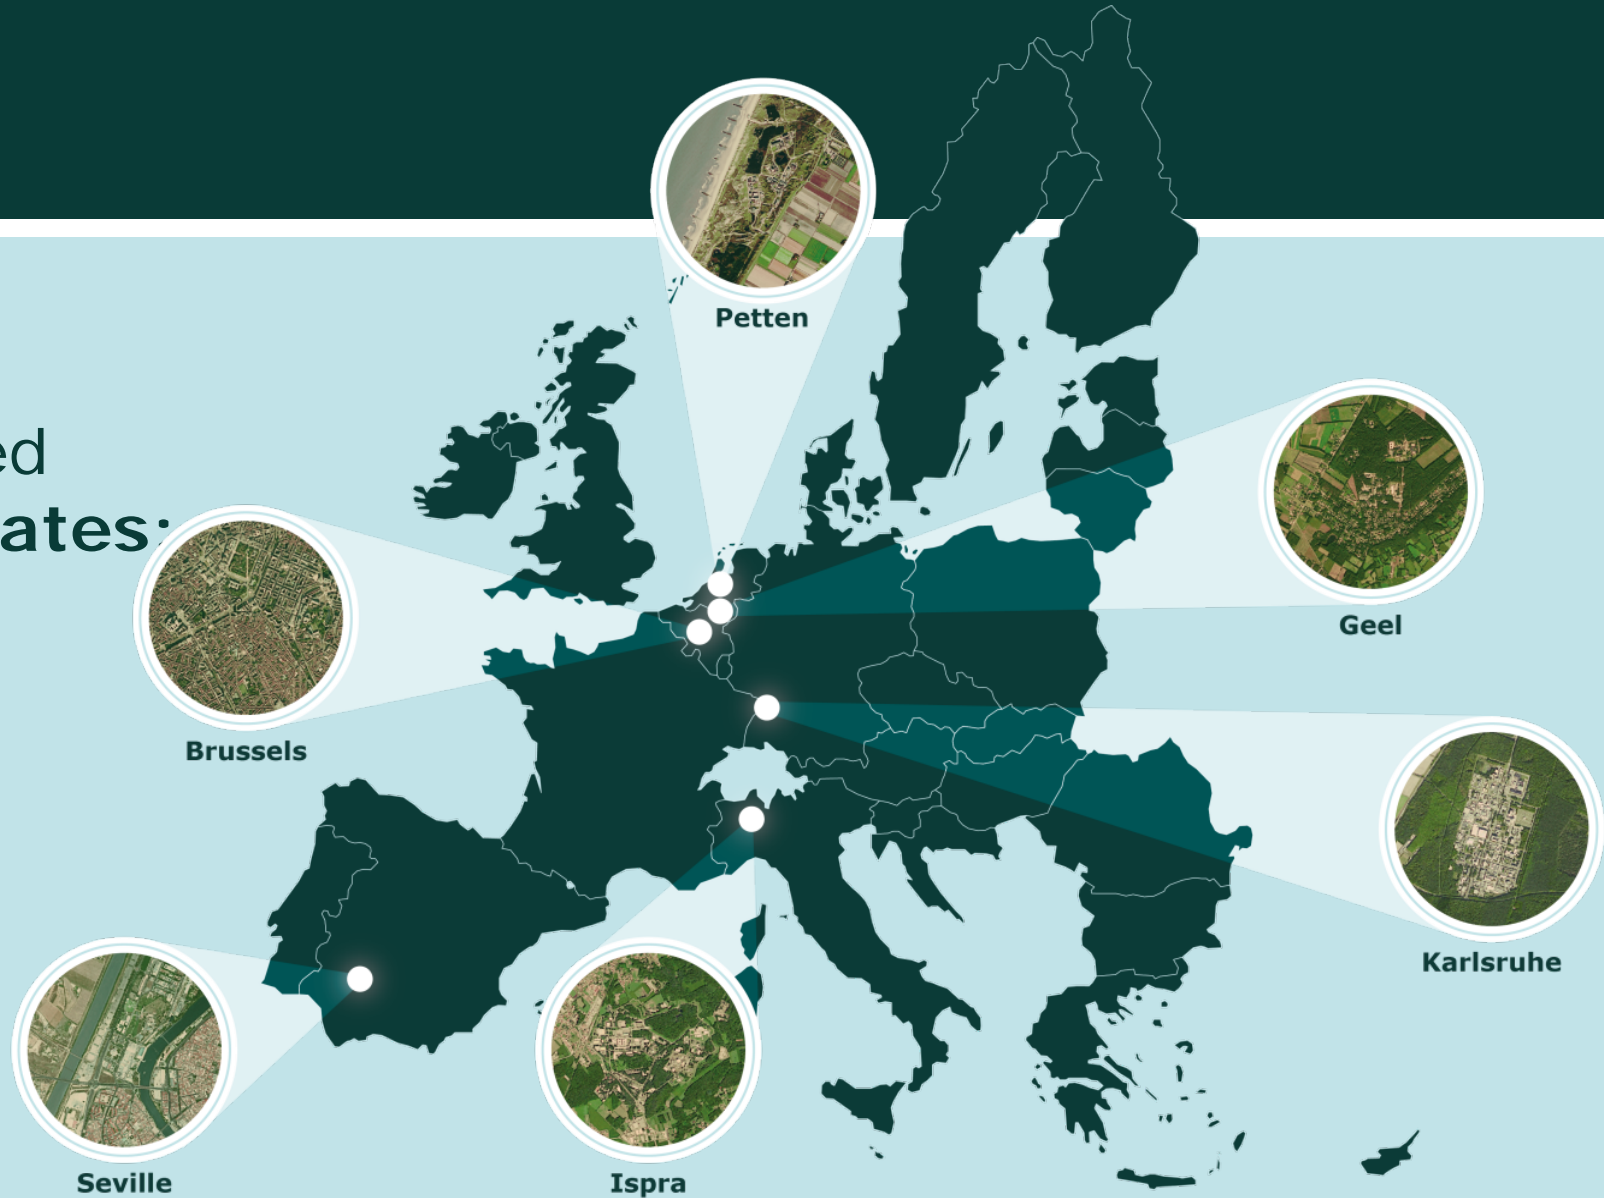 Petten
ed
ates:
Geel
Brussels
Karlsruhe
Seville
Ispra